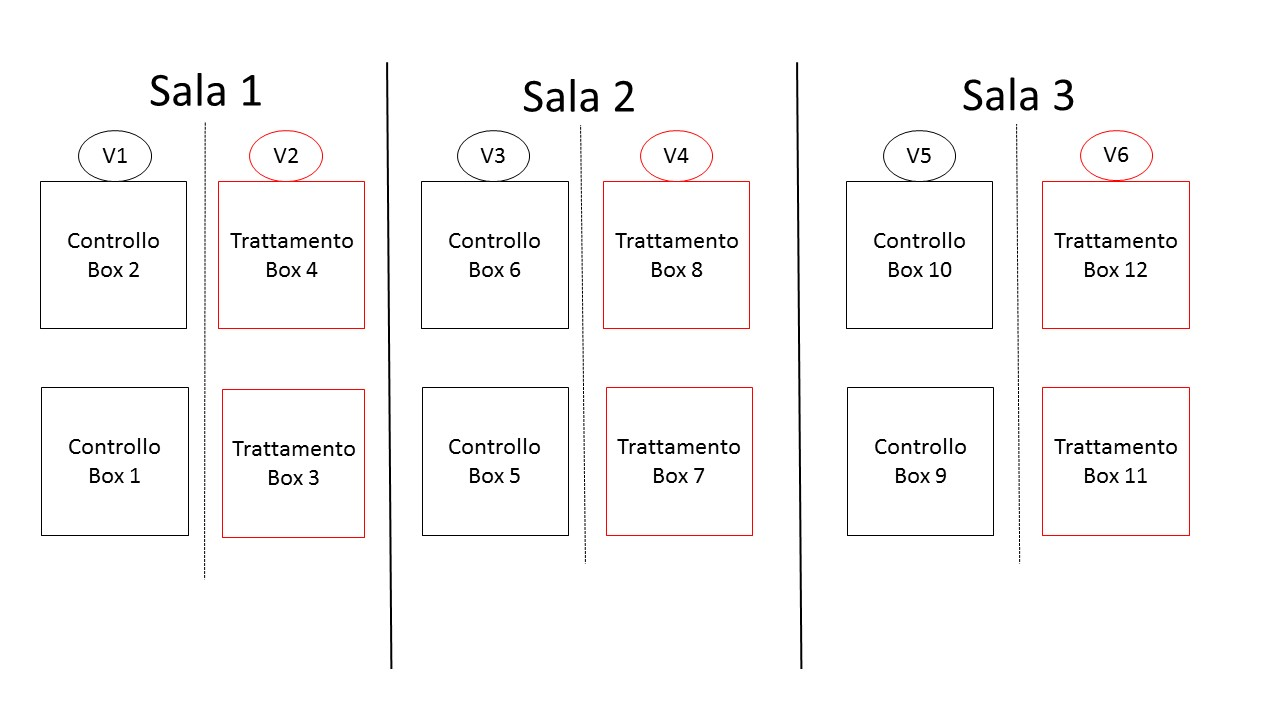 Sala 1
V1
V2
Controllo
Box 2
Trattamento
Box 4
Controllo
Box 1
Trattamento
Box 3
Sala 2
V3
V4
Controllo
Box 6
Trattamento
Box 8
Controllo
Box 5
Trattamento
Box 7
Sala 3
V5
V6
Controllo
Box 10
Trattamento
Box 12
Controllo
Box 9
Trattamento
Box 11